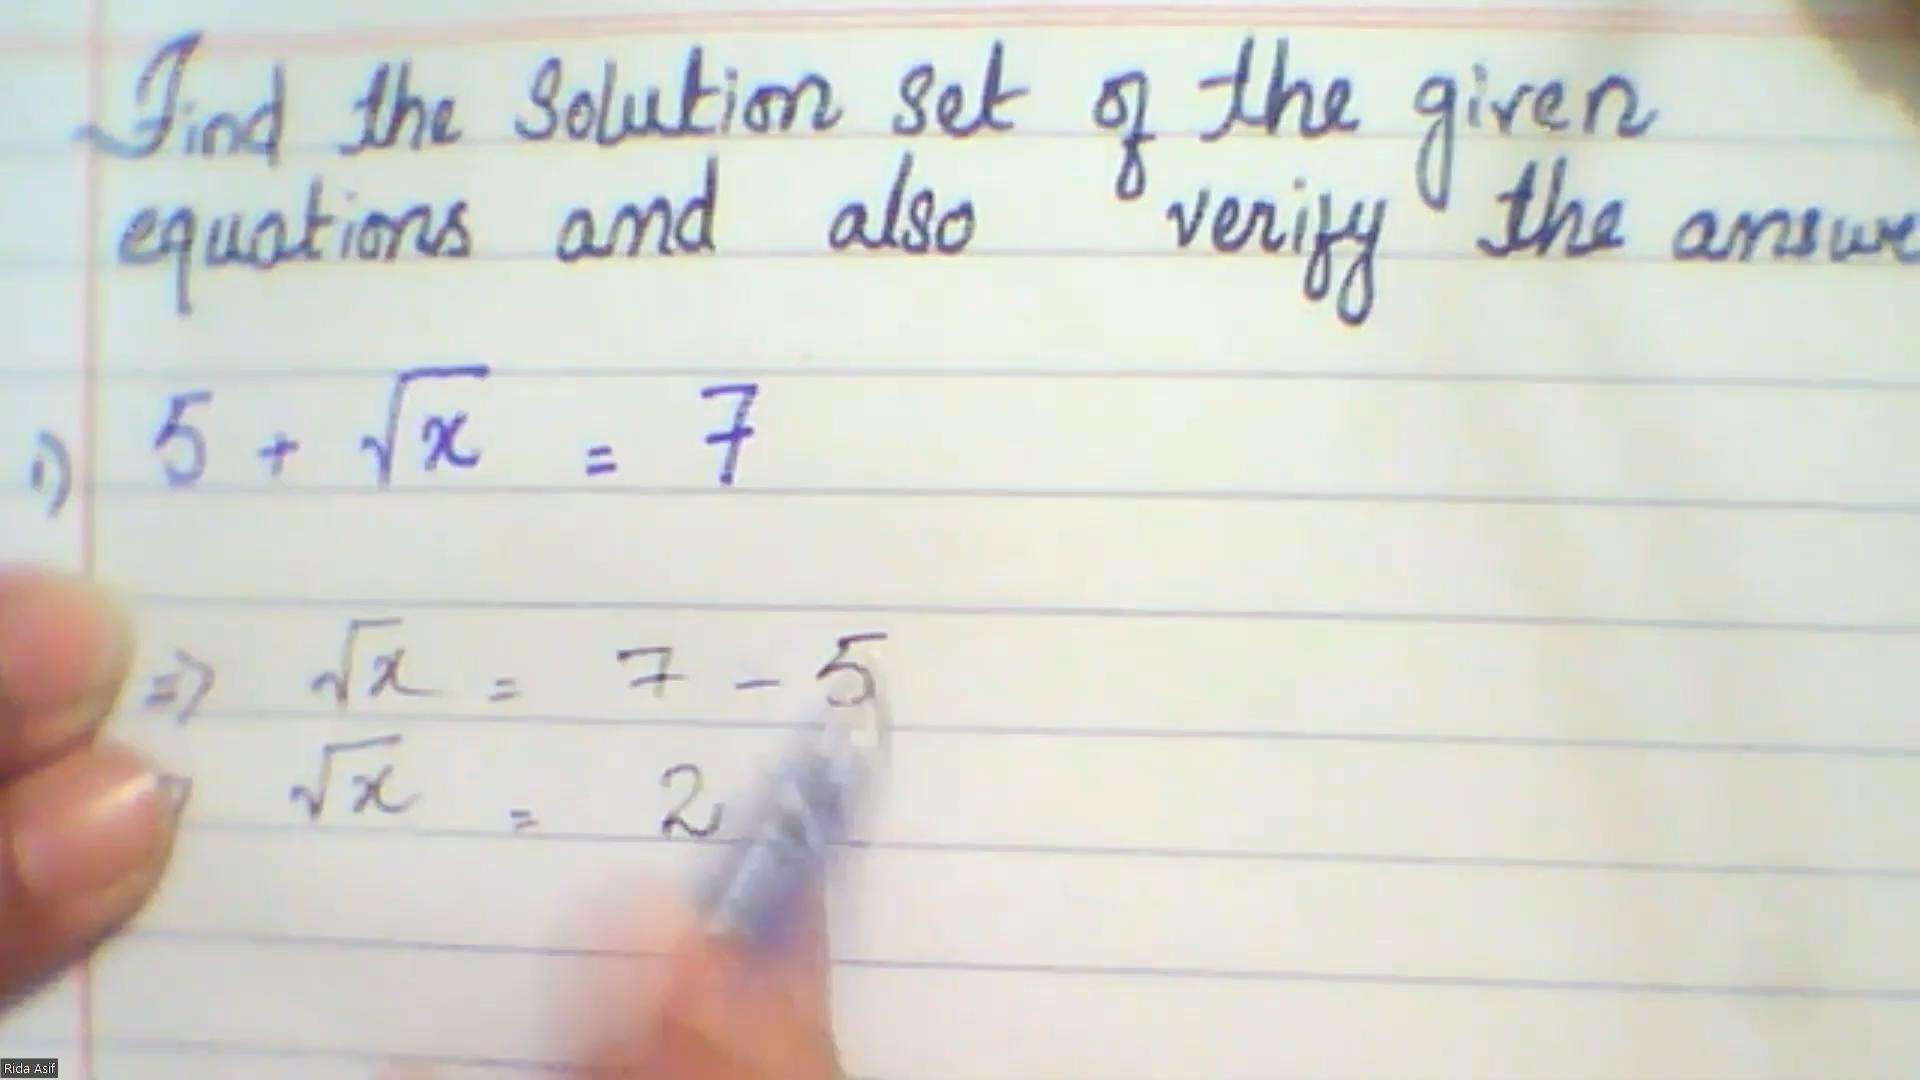 Find the Solution set of the given
equations and also verify the answe
i) 5 + √x = 7
=> √x = 7 - 5
√x = 2
Rida Asif